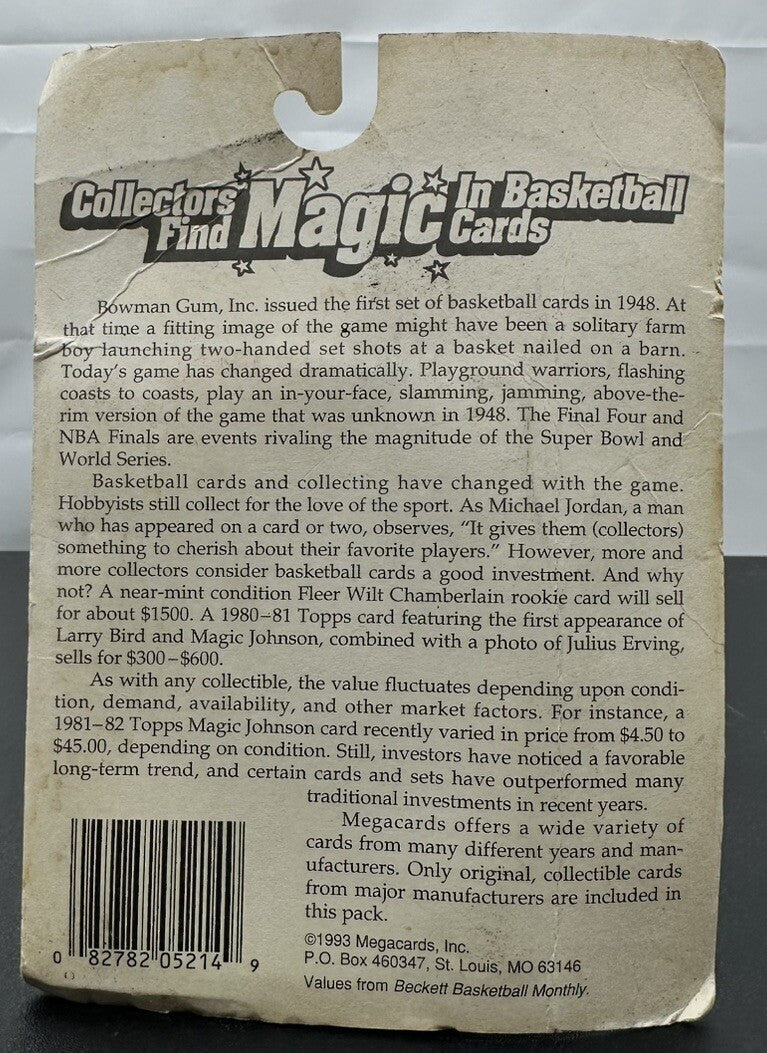 Collectors Find Magic In Basketball Cards
Bowman Gum, Inc. issued the first set of basketball cards in 1948. At
that time a fitting image of the game might have been a solitary farm
boy launching two-handed set shots at a basket nailed on a barn.
Today's game has changed dramatically. Playground warriors, flashing
coasts to coasts, play an in-your-face, slamming, jamming, above-the-
rim version of the game that was unknown in 1948. The Final Four and
NBA Finals are events rivaling the magnitude of the Super Bowl and
World Series.
Basketball cards and collecting have changed with the game.
Hobbyists still collect for the love of the sport. As Michael Jordan, a man
who has appeared on a card or two, observes, "It gives them (collectors)
something to cherish about their favorite players." However, more and
more collectors consider basketball cards a good investment. And why
not? A near-mint condition Fleer Wilt Chamberlain rookie card will sell
for about $1500. A 1980–81 Topps card featuring the first appearance of
Larry Bird and Magic Johnson, combined with a photo of Julius Erving,
sells for $300–$600.
As with any collectible, the value fluctuates depending upon condi-
tion, demand, availability, and other market factors. For instance, a
1981–82 Topps Magic Johnson card recently varied in price from $4.50 to
$45.00, depending on condition. Still, investors have noticed a favorable
long-term trend, and certain cards and sets have outperformed many
traditional investments in recent years.
Megacards offers a wide variety of
cards from many different years and man-
ufacturers. Only original, collectible cards
from major manufacturers are included in
this pack.
©1993 Megacards, Inc.
P.O. Box 460347, St. Louis, MO 63146
Values from Beckett Basketball Monthly.
0 82782 05214 9